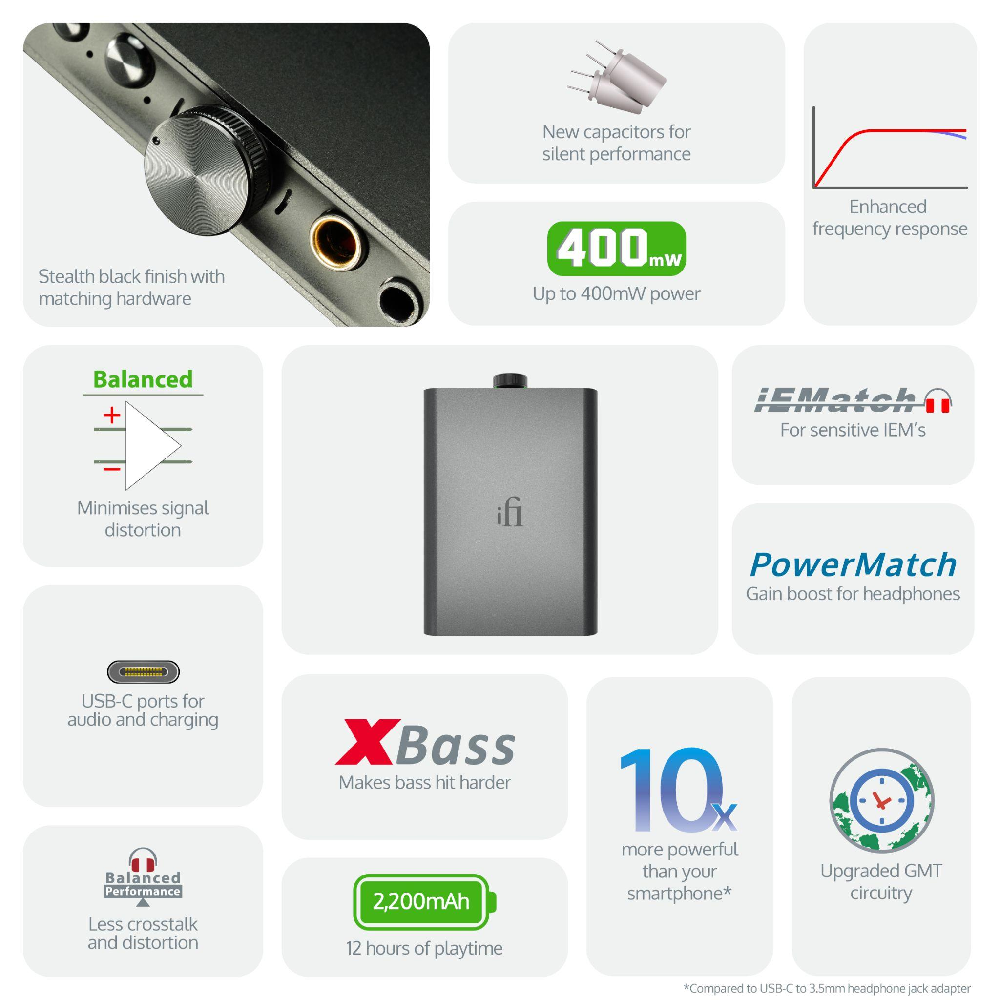 New capacitors for
silent performance
Enhanced
frequency response
400mW
Up to 400mW power
Stealth black finish with
matching hardware
Balanced
+
−
Minimises signal
distortion
ifi
iEMatch
For sensitive IEM's
PowerMatch
Gain boost for headphones
USB-C ports for
audio and charging
XBass
Makes bass hit harder
10x
more powerful
than your
smartphone*
Upgraded GMT
circuitry
Balanced
Performance
Less crosstalk
and distortion
2,200mAh
12 hours of playtime
*Compared to USB-C to 3.5mm headphone jack adapter